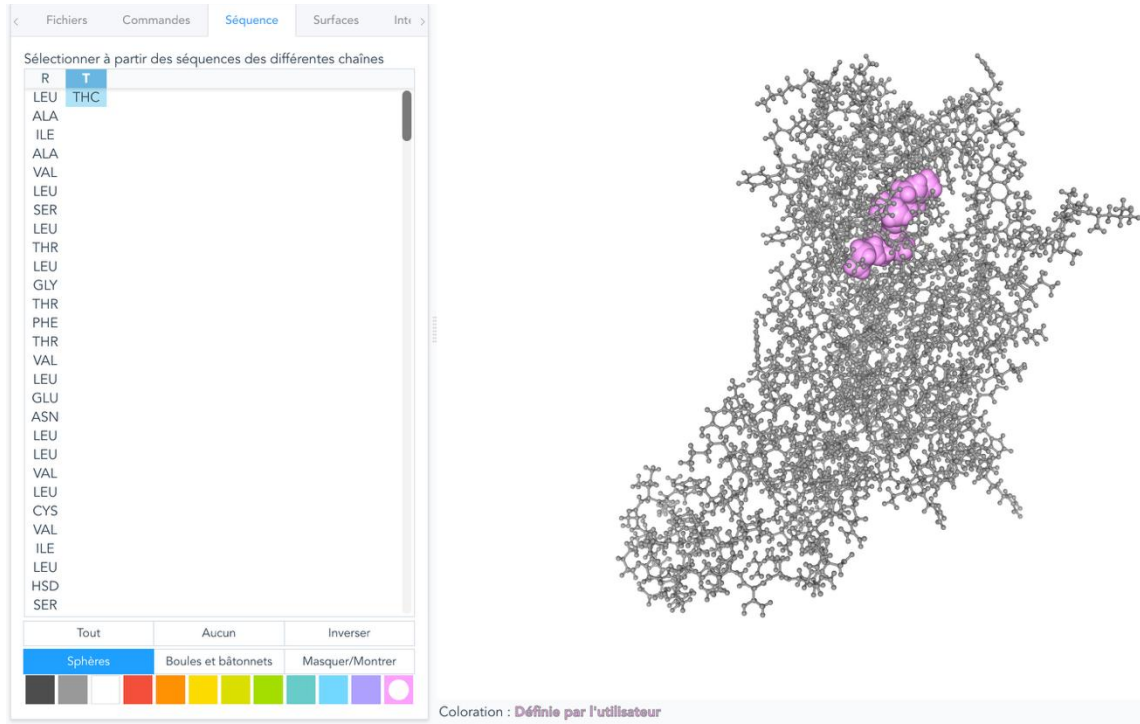 Fichiers Commandes Séquence Surfaces Inte
Sélectionner à partir des séquences des différentes chaînes
R T
LEU THC
ALA
ILE
ALA
VAL
LEU
SER
LEU
THR
LEU
GLY
THR
PHE
THR
VAL
LEU
GLU
ASN
LEU
LEU
VAL
LEU
CYS
VAL
ILE
LEU
HSD
SER
Tout Aucun Inverser
Sphères Boules et bâtonnets Masquer/Montrer
Coloration : Définie par l'utilisateur